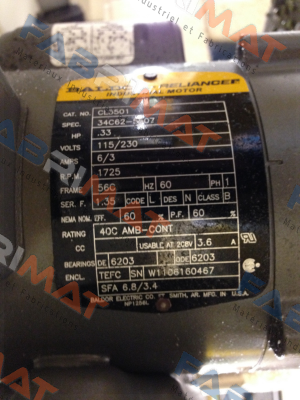 BALDOR • RELIANCE
INDUSTRIAL MOTOR
CAT. NO. CL3501
SPEC. 34C62-
HP .33
VOLTS 115/230
AMPS 6/3
R.P.M. 1725
FRAME 56C HZ 60 PH 1
SER. F. 1.35 CODE L DES N CLASS B
NEMA NOM. EFF. 60 % P.F. 60 %
RATING 40C AMB-CONT
CC USABLE AT 208V 3.6 A
BEARINGS DE 6203 ODE 6203
ENCL. TEFC SN W1106160467
SFA 6.8/3.4
BALDOR ELECTRIC CO. FT. SMITH, AR. MFG. IN U.S.A.
NP1256L
FABRIMAT